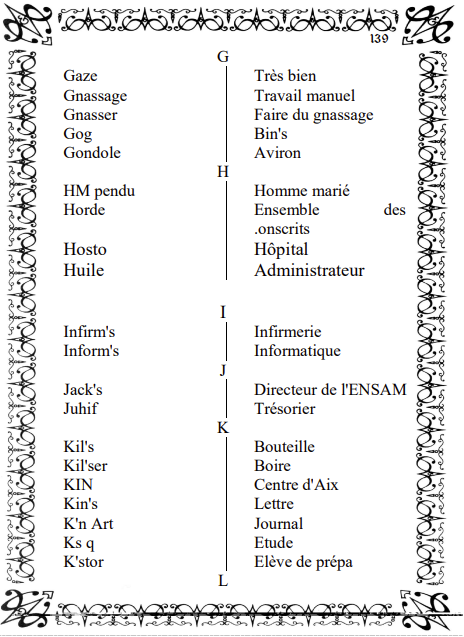 139
G
Gaze Très bien
Gnassage Travail manuel
Gnasser Faire du gnassage
Gog Bin's
Gondole Aviron
H
HM pendu Homme marié
Horde Ensemble des
.onscrits
Hosto Hôpital
Huile Administrateur
I
Infirm's Infirmerie
Inform's Informatique
J
Jack's Directeur de l'ENSAM
Juhif Trésorier
K
Kil's Bouteille
Kil'ser Boire
KIN Centre d'Aix
Kin's Lettre
K'n Art Journal
Ks q Etude
K'stor Elève de prépa
L